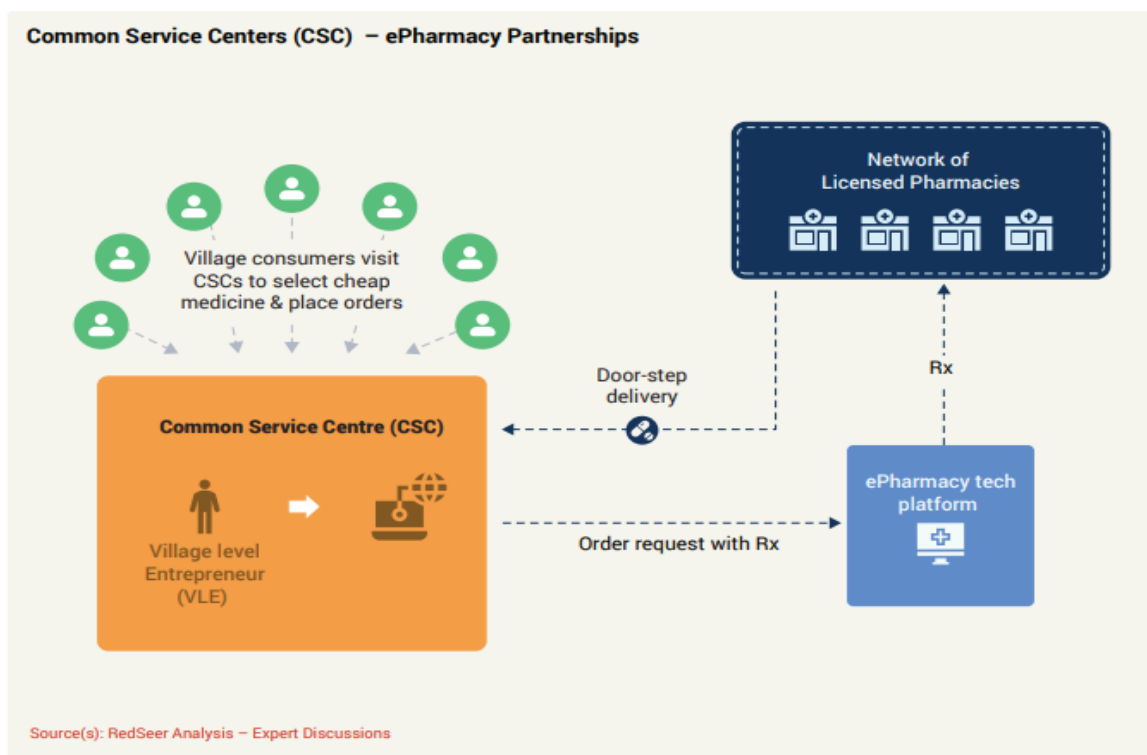 Common Service Centers (CSC) – ePharmacy Partnerships
Network of
Licensed Pharmacies
Village consumers visit
CSCs to select cheap
medicine & place orders
Door-step
delivery
Rx
Common Service Centre (CSC)
ePharmacy tech
platform
Order request with Rx
Village level
Entrepreneur
(VLE)
Source(s): RedSeer Analysis – Expert Discussions